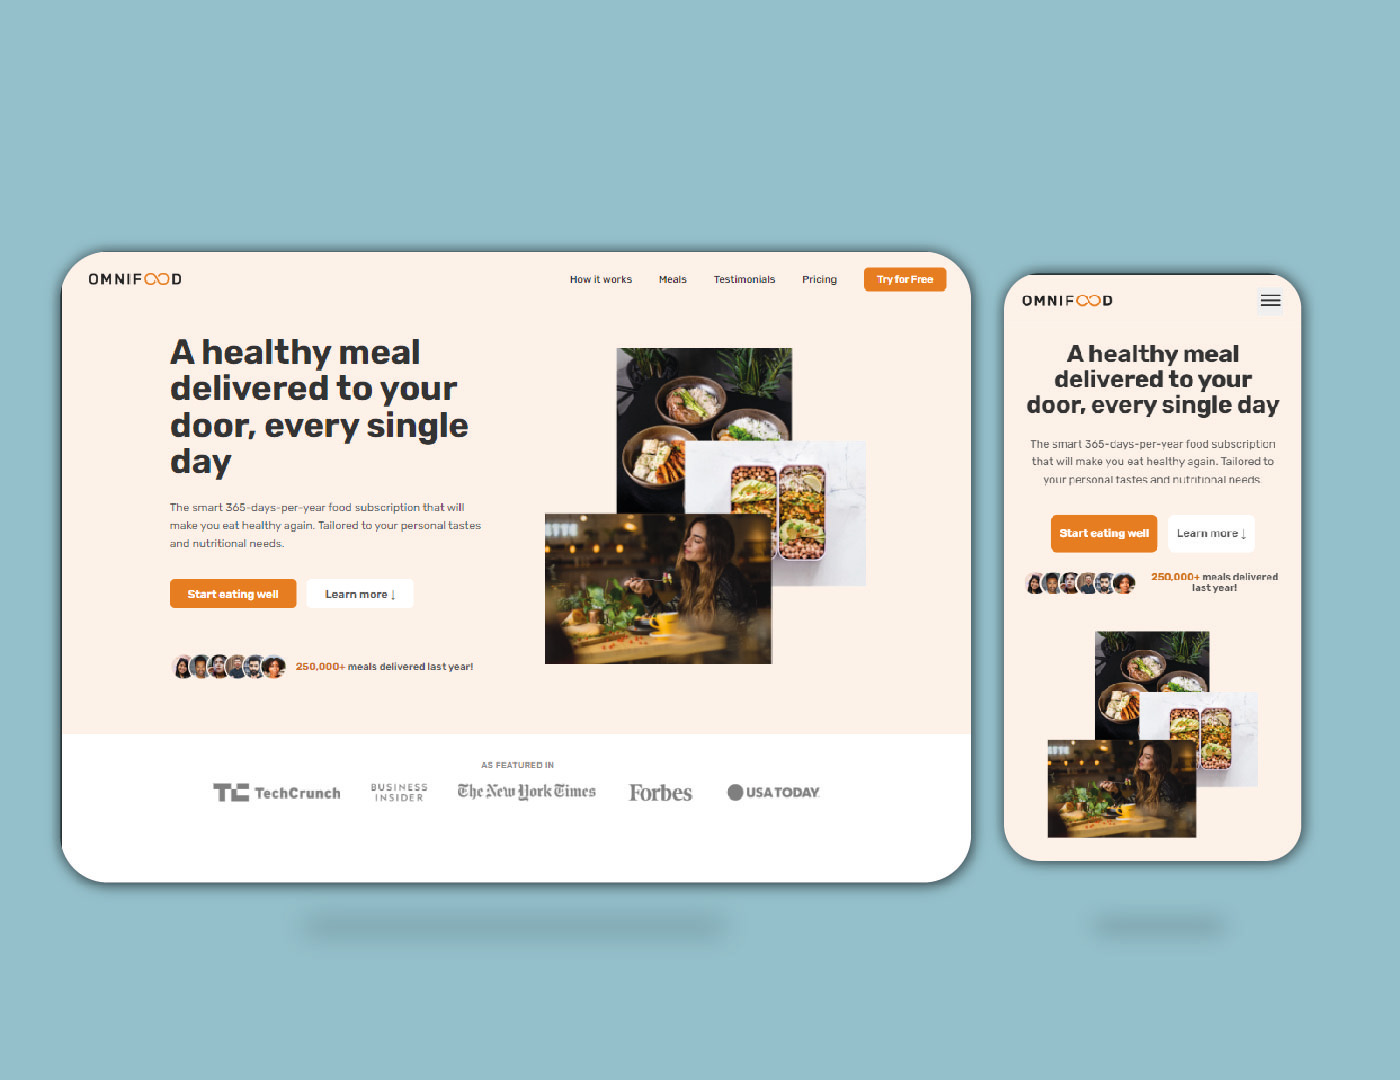 OMNIFOOD
How it works
Meals
Testimonials
Pricing
Try for Free
A healthy meal
delivered to your
door, every single
day
The smart 365-days-per-year food subscription that will
make you eat healthy again. Tailored to your personal tastes
and nutritional needs.
Start eating well
Learn more ↓
250,000+ meals delivered last year!
AS FEATURED IN
TC TechCrunch
BUSINESS
INSIDER
The New York Times
Forbes
USA TODAY
OMNIFOOD
A healthy meal
delivered to your
door, every single day
The smart 365-days-per-year food subscription
that will make you eat healthy again. Tailored to
your personal tastes and nutritional needs.
Start eating well
Learn more ↓
250,000+ meals delivered
last year!